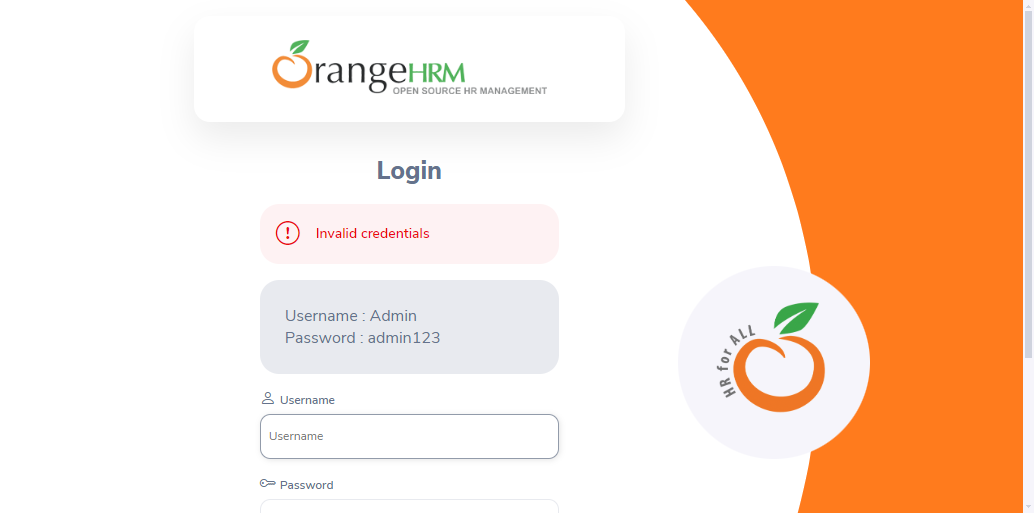 OrangeHRM
OPEN SOURCE HR MANAGEMENT
Login
Invalid credentials
Username : Admin
Password : admin123
Username
Username
Password
HR for ALL